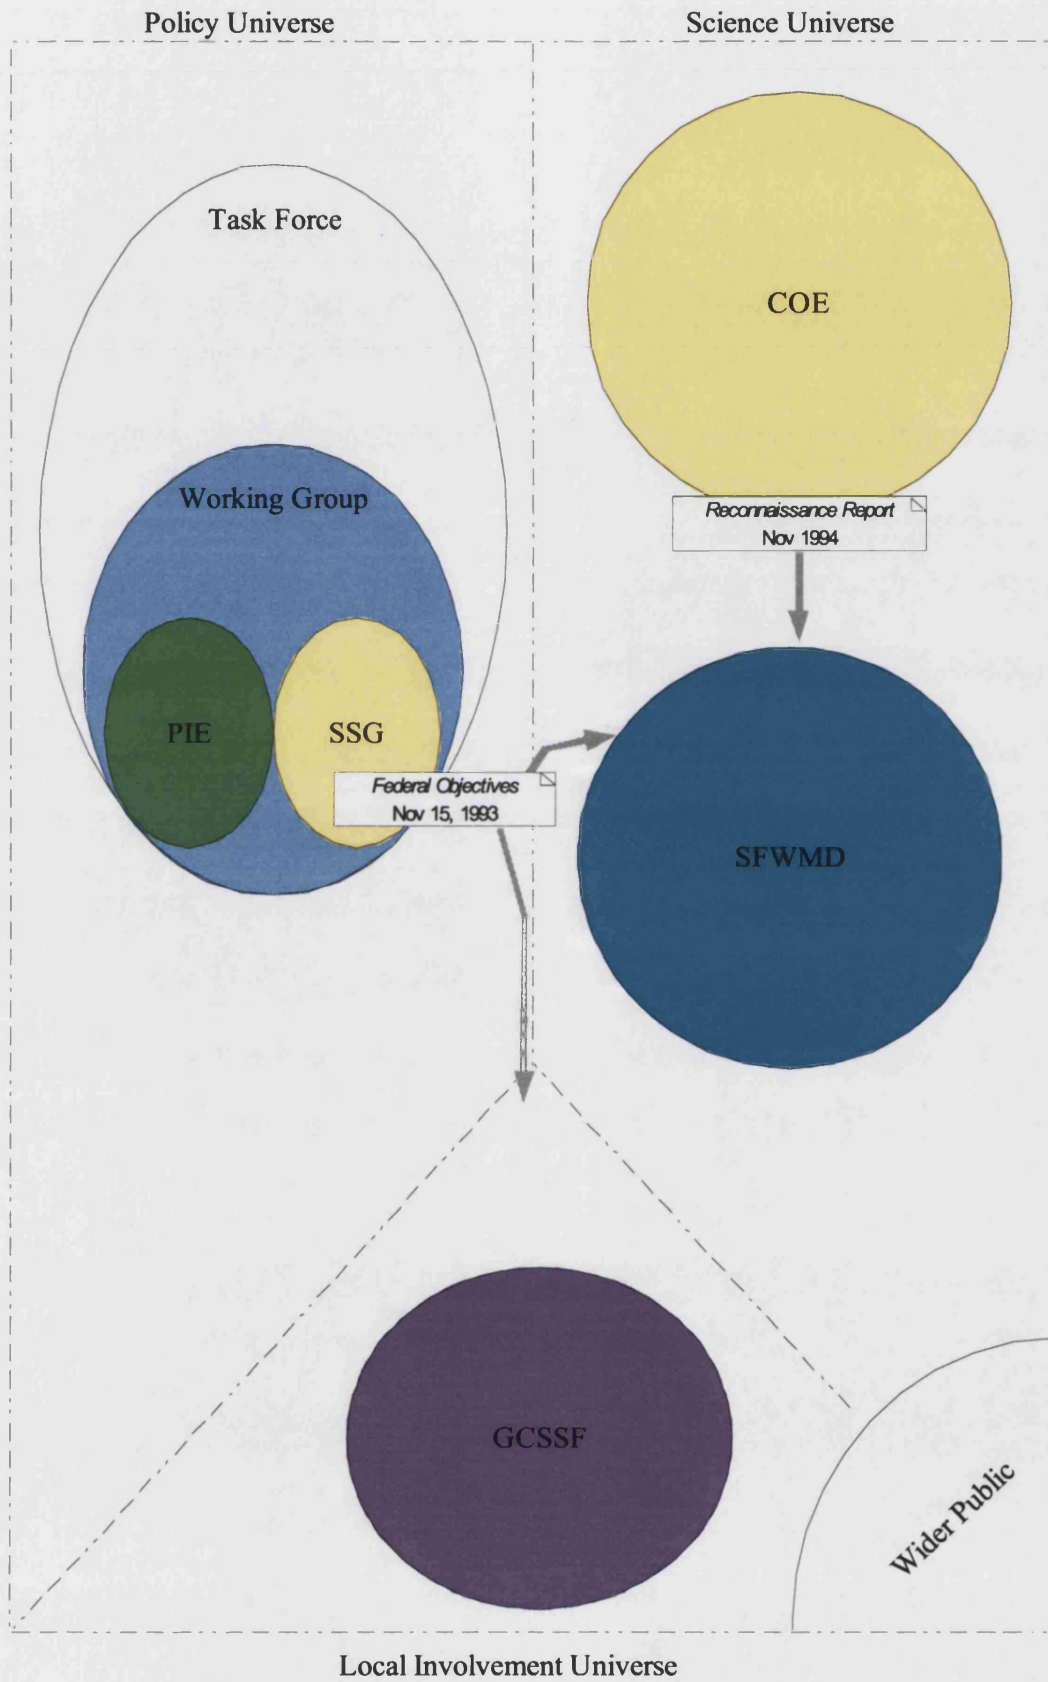 Policy Universe
Science Universe
Task Force
COE
Working Group
Reconnaissance Report
Nov 1994
PIE
SSG
Federal Objectives
Nov 15, 1993
SFWMD
GCSSF
Wider Public
Local Involvement Universe